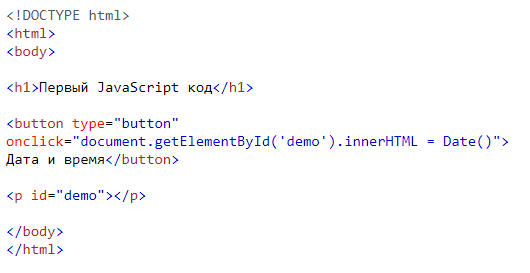 <!DOCTYPE html>
<html>
<body>
<h1>Первый JavaScript код</h1>
<button type="button"
onclick="document.getElementById('demo').innerHTML = Date()">
Дата и время</button>
<p id="demo"></p>
</body>
</html>